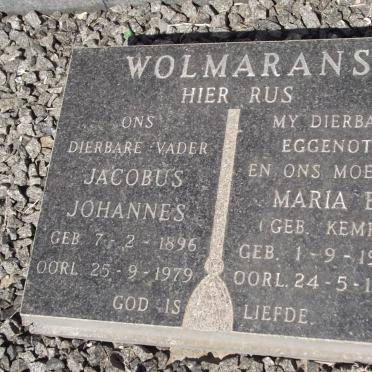 WOLMARANS
HIER RUS
ONS
DIERBARE VADER
JACOBUS
JOHANNES
GEB. 7-2-1896
OORL. 25-9-1979
MY DIERBA
EGGENOT
EN ONS MOE
MARIA
(GEB. KEMP
GEB. 1-9-19
OORL. 24-5-1
GOD IS LIEFDE.